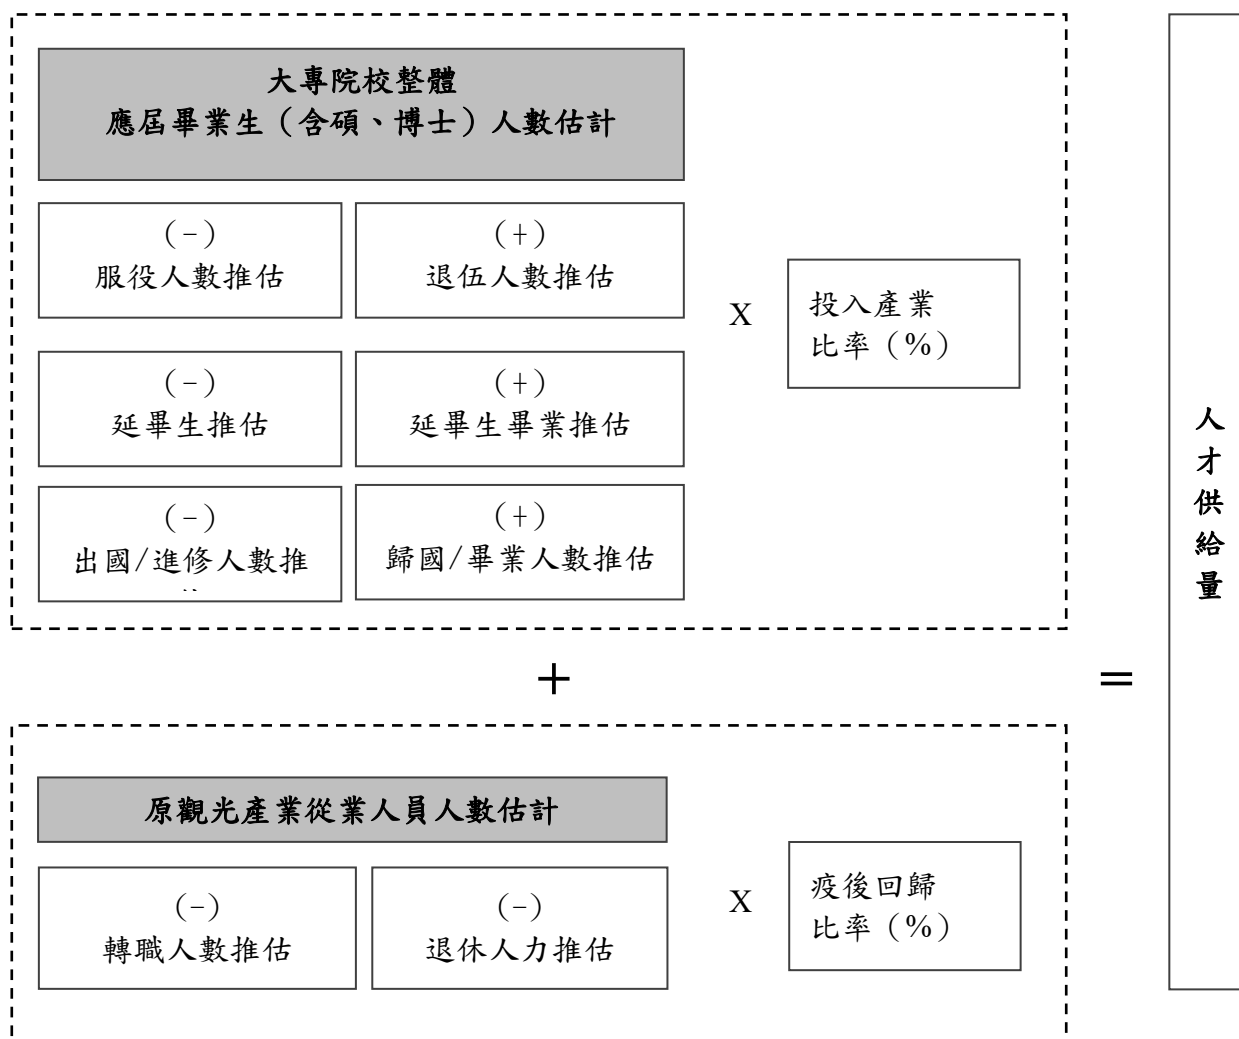 大專院校整體
應屆畢業生（含碩、博士）人數估計
（-）
服役人數推估
（+）
退伍人數推估
（-）
延畢生推估
（+）
延畢生畢業推估
（-）
出國/進修人數推
（+）
歸國/畢業人數推估
X
投入產業
比率（%）
+
=
人才供給量
原觀光產業從業人員人數估計
（-）
轉職人數推估
（-）
退休人力推估
X
疫後回歸
比率（%）